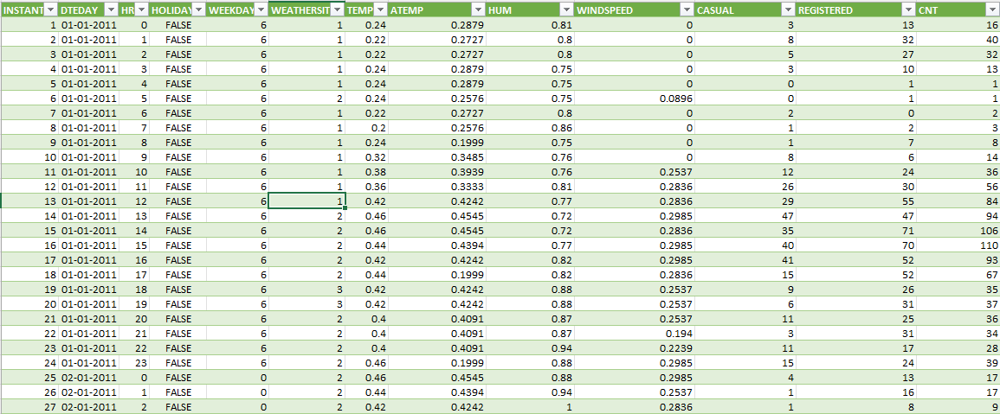 INSTANT DTEDAY HR HOLIDAY WEEKDAY WEATHERSIT TEMP ATEMP HUM WINDSPEED CASUAL REGISTERED CNT
1 01-01-2011 0 FALSE 6 1 0.24 0.2879 0.81 0 3 13 16
2 01-01-2011 1 FALSE 6 1 0.22 0.2727 0.8 0 8 32 40
3 01-01-2011 2 FALSE 6 1 0.22 0.2727 0.8 0 5 27 32
4 01-01-2011 3 FALSE 6 1 0.24 0.2879 0.75 0 3 10 13
5 01-01-2011 4 FALSE 6 1 0.24 0.2879 0.75 0 0 1 1
6 01-01-2011 5 FALSE 6 2 0.24 0.2576 0.75 0.0896 0 1 1
7 01-01-2011 6 FALSE 6 1 0.22 0.2727 0.8 0 2 0 2
8 01-01-2011 7 FALSE 6 1 0.2 0.2576 0.86 0 1 2 3
9 01-01-2011 8 FALSE 6 1 0.24 0.1999 0.75 0 1 7 8
10 01-01-2011 9 FALSE 6 1 0.32 0.3485 0.76 0 8 6 14
11 01-01-2011 10 FALSE 6 1 0.38 0.3939 0.76 0.2537 12 24 36
12 01-01-2011 11 FALSE 6 1 0.36 0.3333 0.81 0.2836 26 30 56
13 01-01-2011 12 FALSE 6 1 0.42 0.4242 0.77 0.2836 29 55 84
14 01-01-2011 13 FALSE 6 2 0.46 0.4545 0.72 0.2985 47 47 94
15 01-01-2011 14 FALSE 6 2 0.46 0.4545 0.72 0.2836 35 71 106
16 01-01-2011 15 FALSE 6 2 0.44 0.4394 0.77 0.2985 40 70 110
17 01-01-2011 16 FALSE 6 2 0.42 0.4242 0.82 0.2985 41 52 93
18 01-01-2011 17 FALSE 6 2 0.44 0.1999 0.82 0.2836 15 52 67
19 01-01-2011 18 FALSE 6 3 0.42 0.4242 0.88 0.2537 9 26 35
20 01-01-2011 19 FALSE 6 3 0.42 0.4242 0.88 0.2537 6 31 37
21 01-01-2011 20 FALSE 6 2 0.4 0.4091 0.87 0.2537 11 25 36
22 01-01-2011 21 FALSE 6 2 0.4 0.4091 0.87 0.194 3 31 34
23 01-01-2011 22 FALSE 6 2 0.4 0.4091 0.94 0.2239 11 17 28
24 01-01-2011 23 FALSE 6 2 0.46 0.1999 0.88 0.2985 15 24 39
25 02-01-2011 0 FALSE 0 2 0.46 0.4545 0.88 0.2985 4 13 17
26 02-01-2011 1 FALSE 0 2 0.44 0.4394 0.94 0.2537 1 16 17
27 02-01-2011 2 FALSE 0 2 0.42 0.4242 1 0.2836 1 8 9